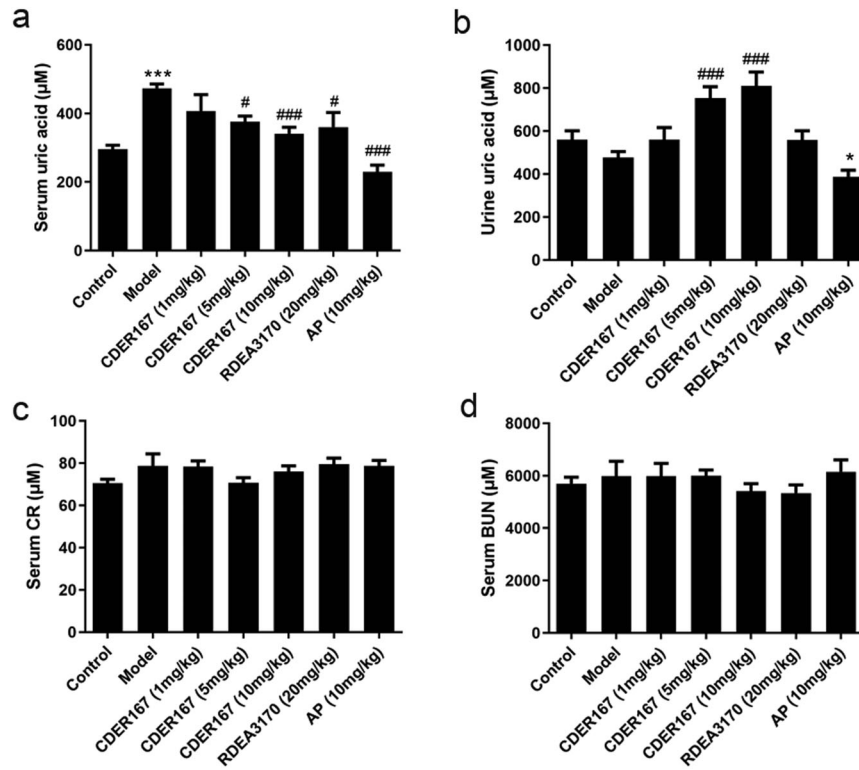 a
Serum uric acid (µM)
600
400
200
0
***
#
###
#
###
Control
Model
CDER167 (1mg/kg)
CDER167 (5mg/kg)
CDER167 (10mg/kg)
RDEA3170 (20mg/kg)
AP (10mg/kg)
b
Urine uric acid (µM)
1000
800
600
400
200
0
###
###
*
Control
Model
CDER167 (1mg/kg)
CDER167 (5mg/kg)
CDER167 (10mg/kg)
RDEA3170 (20mg/kg)
AP (10mg/kg)
c
Serum CR (µM)
100
80
60
40
20
0
Control
Model
CDER167 (1mg/kg)
CDER167 (5mg/kg)
CDER167 (10mg/kg)
RDEA3170 (20mg/kg)
AP (10mg/kg)
d
Serum BUN (µM)
8000
6000
4000
2000
0
Control
Model
CDER167 (1mg/kg)
CDER167 (5mg/kg)
CDER167 (10mg/kg)
RDEA3170 (20mg/kg)
AP (10mg/kg)